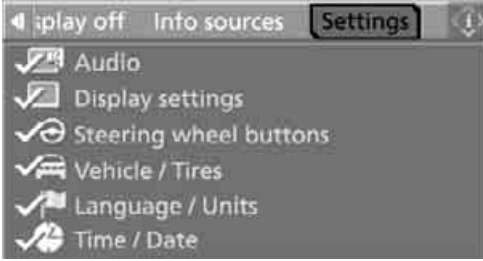 splay off Info sources Settings i
Audio
Display settings
Steering wheel buttons
Vehicle / Tires
Language / Units
Time / Date